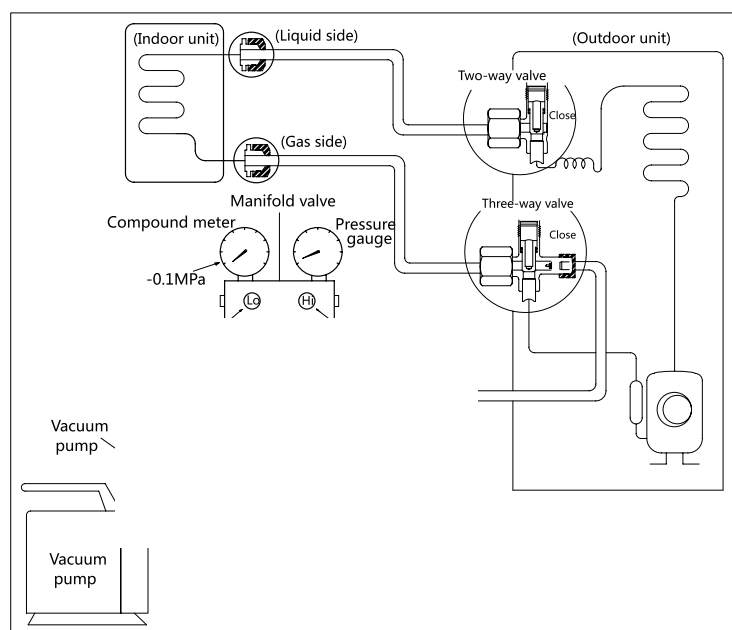 (Indoor unit)
(Liquid side)
(Outdoor unit)
Two-way valve
Close
(Gas side)
Manifold valve
Compound meter
Pressure
gauge
-0.1MPa
Three-way valve
Close
Lo
Hi
Vacuum
pump
Vacuum
pump